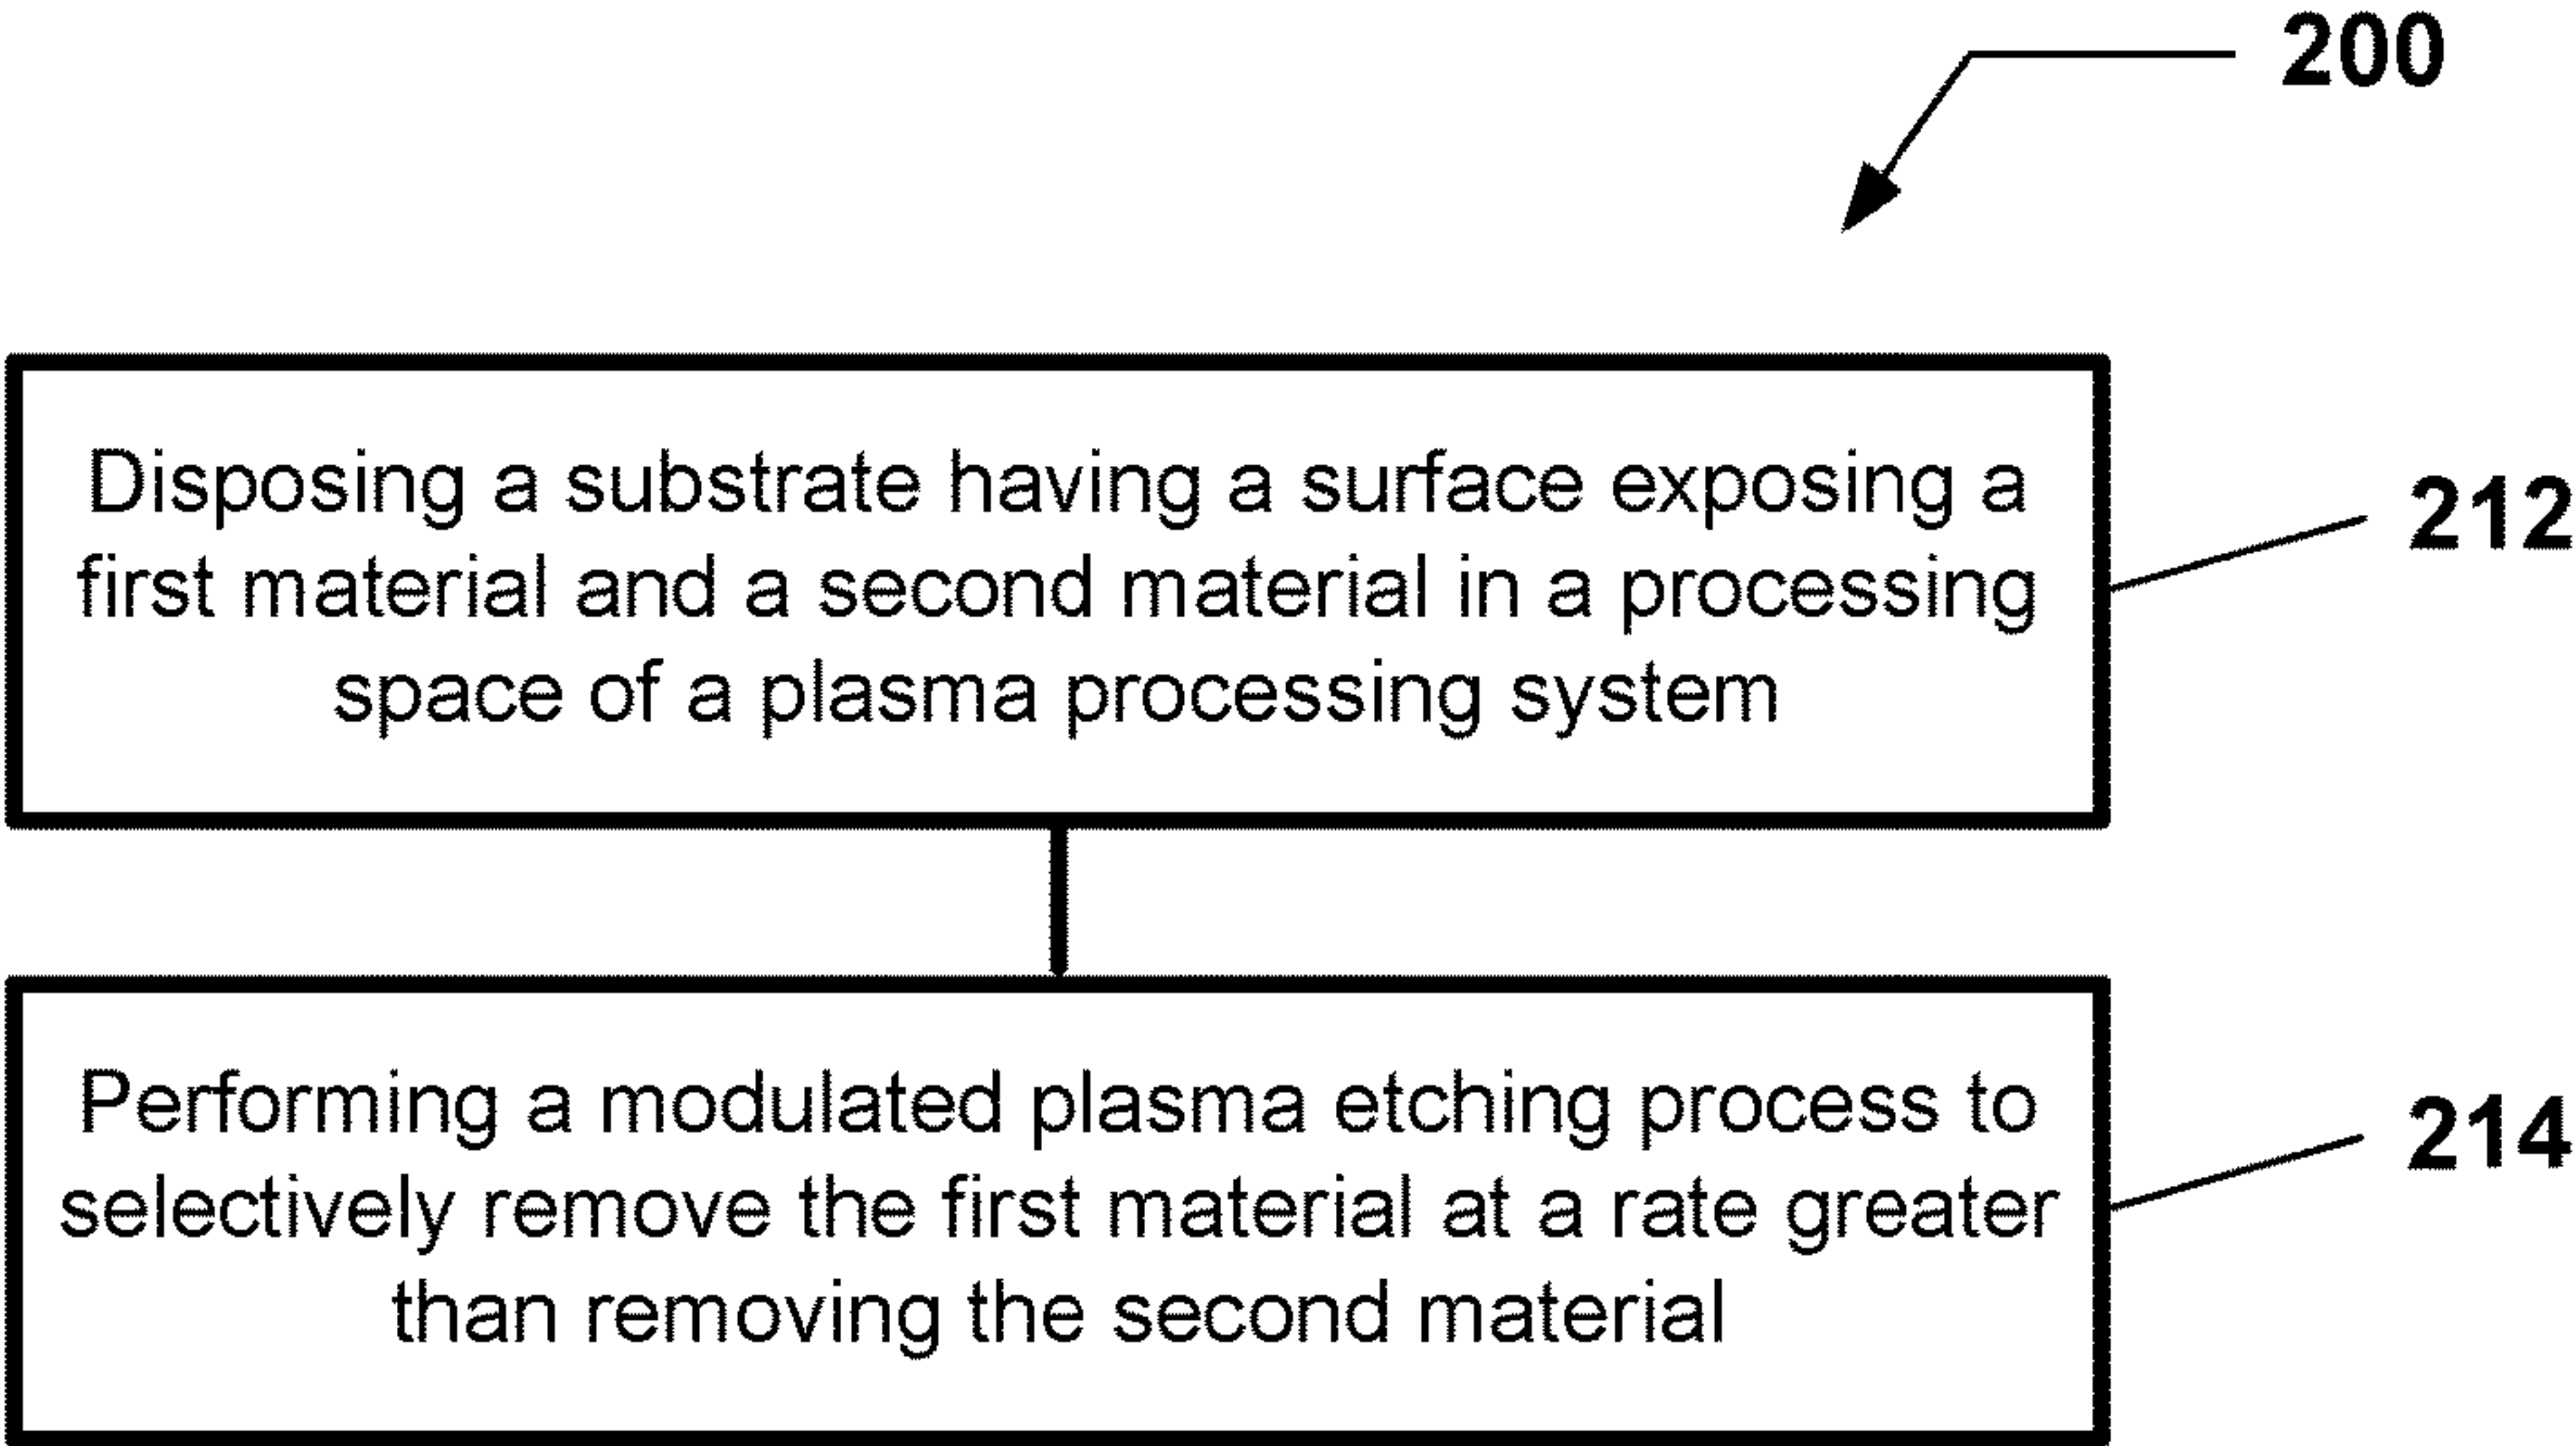 200
Disposing a substrate having a surface exposing a
first material and a second material in a processing
space of a plasma processing system
212
Performing a modulated plasma etching process to
selectively remove the first material at a rate greater
than removing the second material
214